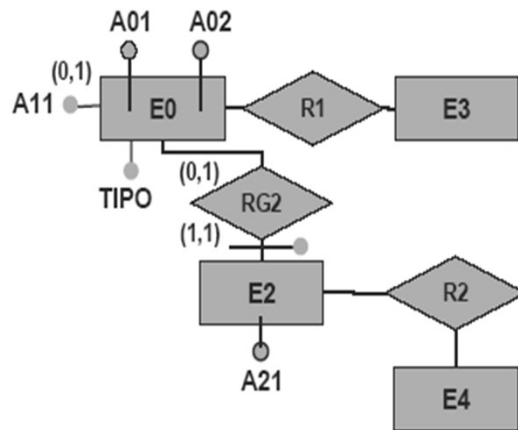 A01 A02
(0,1)
A11 E0 R1 E3
TIPO (0,1)
RG2
(1,1)
E2 R2
A21
E4